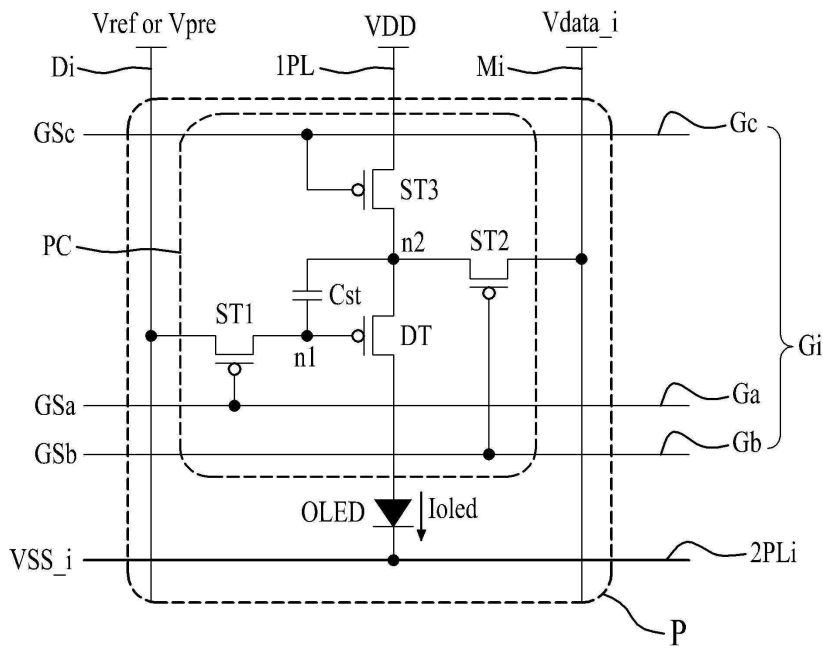 Vref or Vpre
VDD
Vdata_i
Di
1PL
Mi
GSc
Gc
ST3
PC
n2
ST2
Cst
ST1
DT
n1
Gi
GSa
Ga
GSb
Gb
OLED
Ioled
VSS_i
2PLi
P